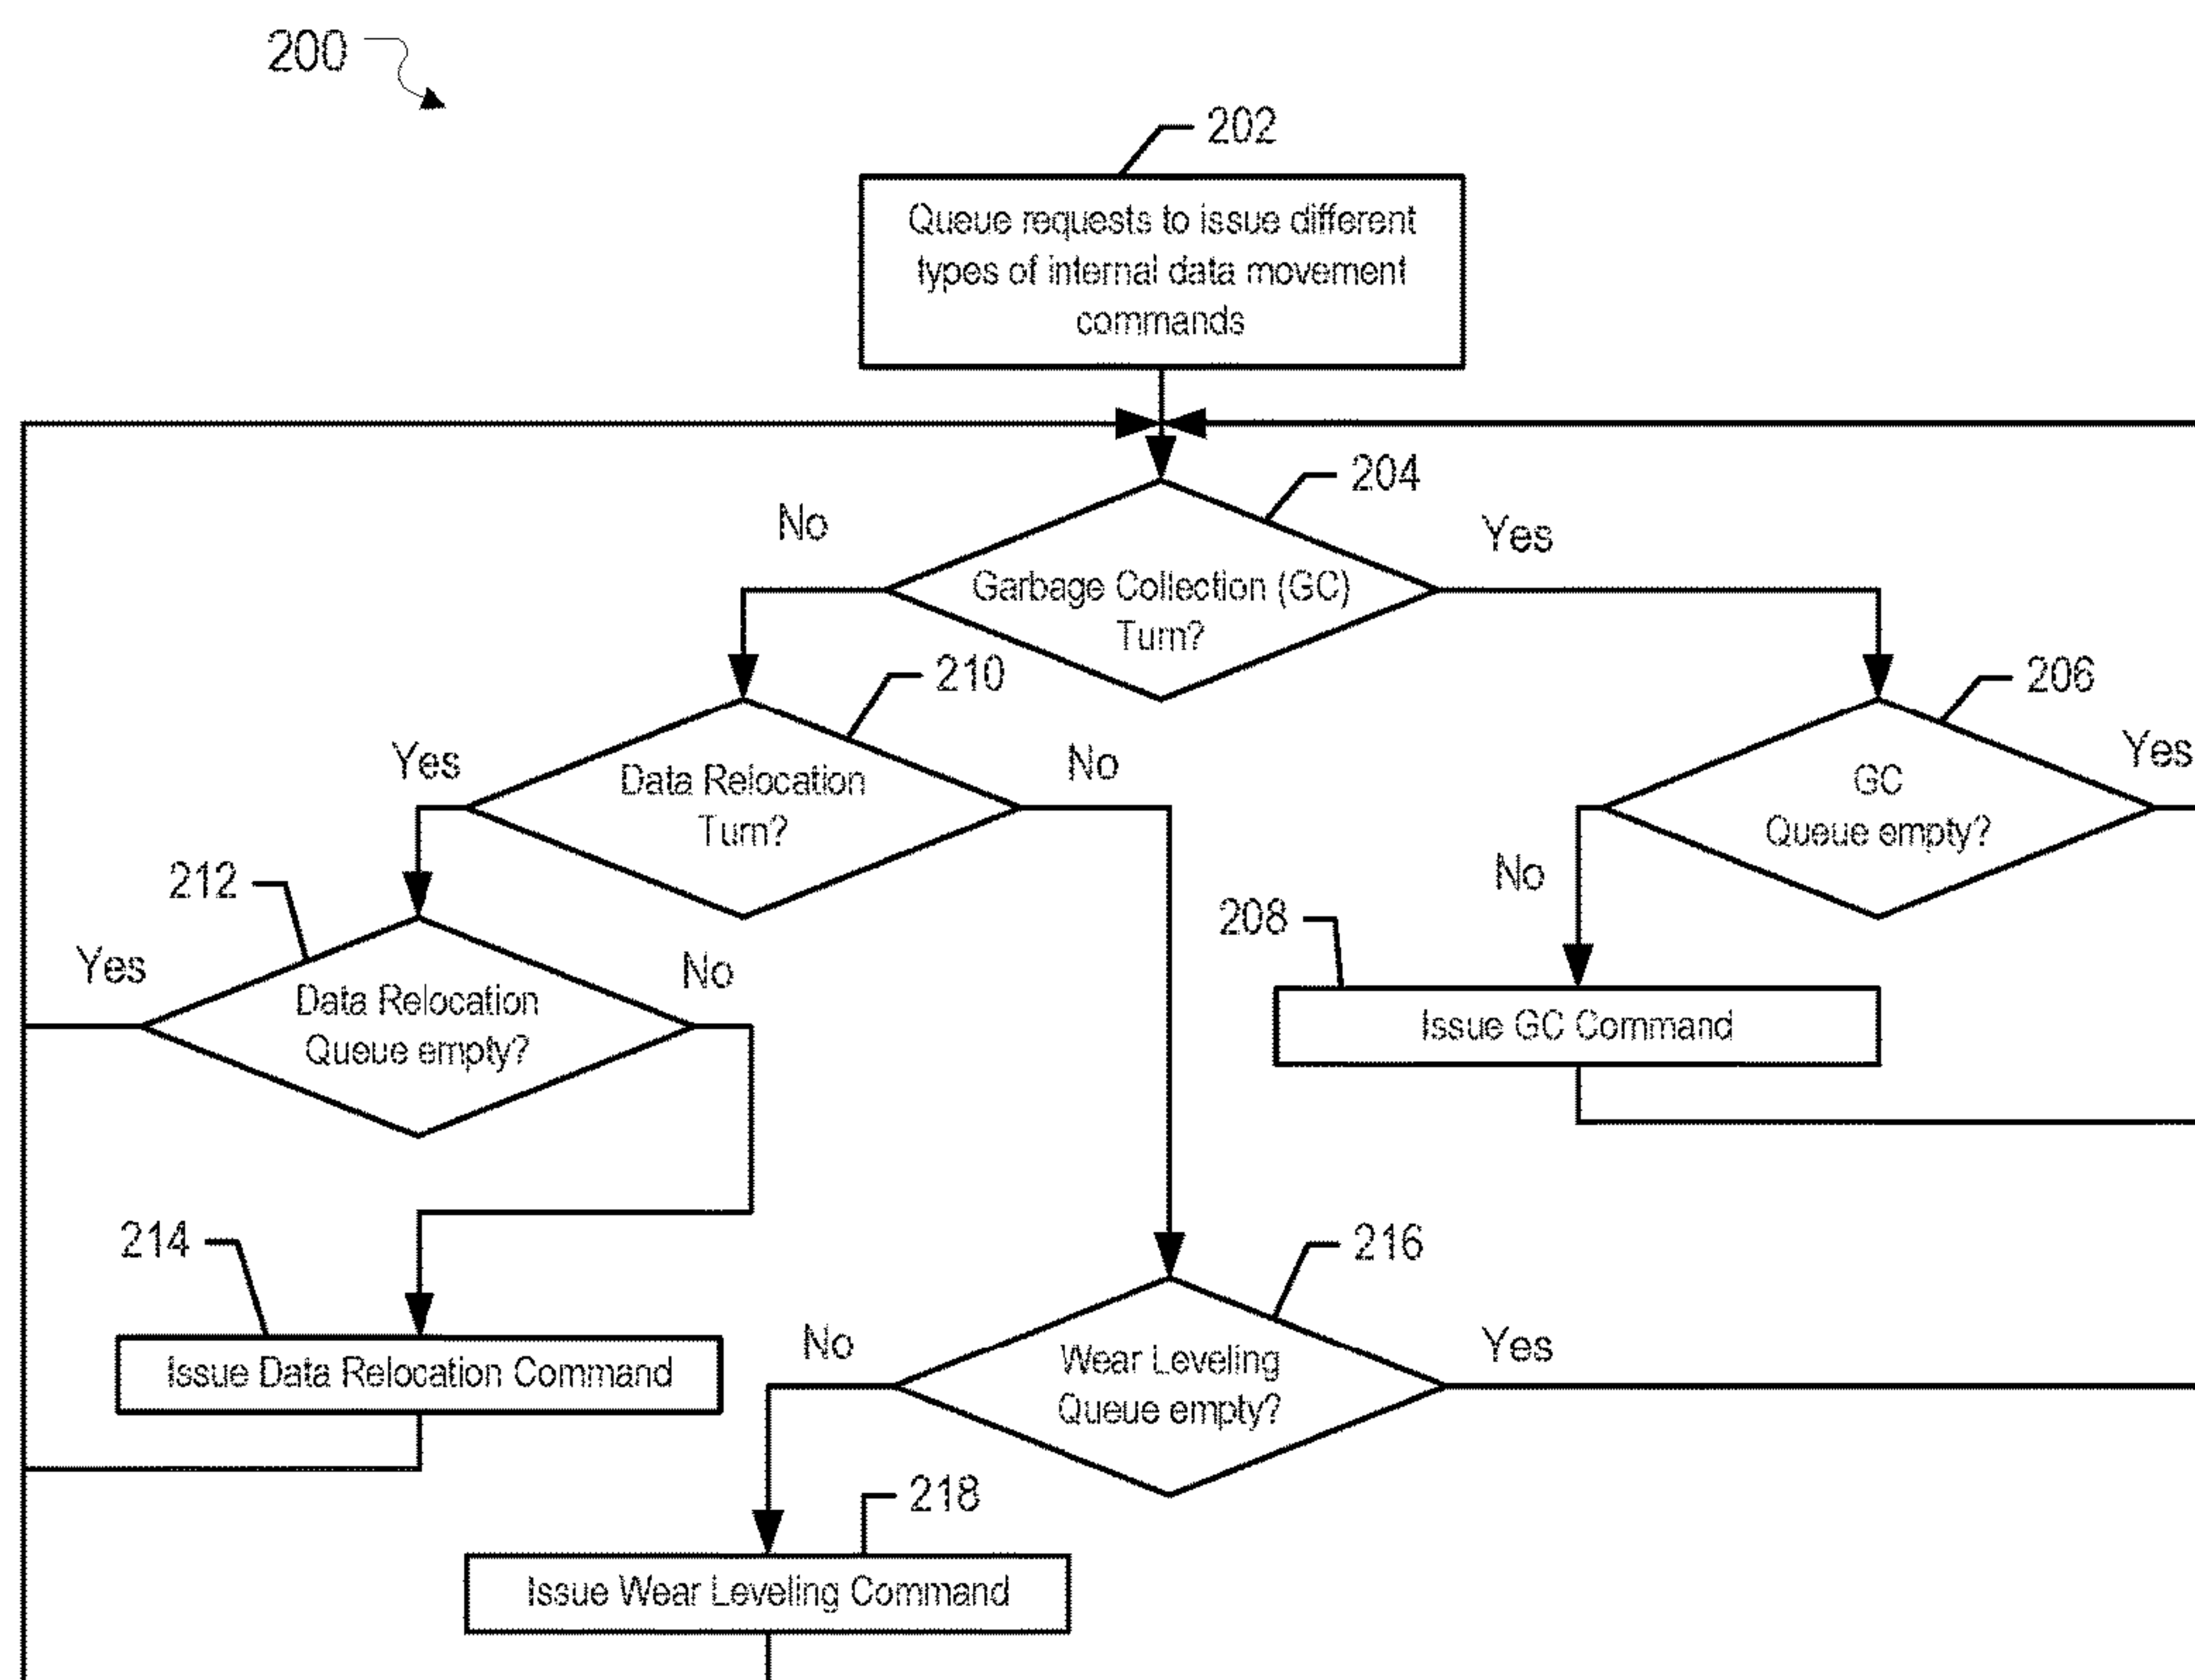 200
202
Queue requests to issue different
types of internal data movement
commands
204
No
Yes
Garbage Collection (GC)
Turn?
210
206
Yes
No
Yes
Data Relocation
Turn?
GC
Queue empty?
212
No
208
Yes
No
Data Relocation
Queue empty?
Issue GC Command
214
216
No
Yes
Issue Data Relocation Command
Wear Leveling
Queue empty?
218
Issue Wear Leveling Command